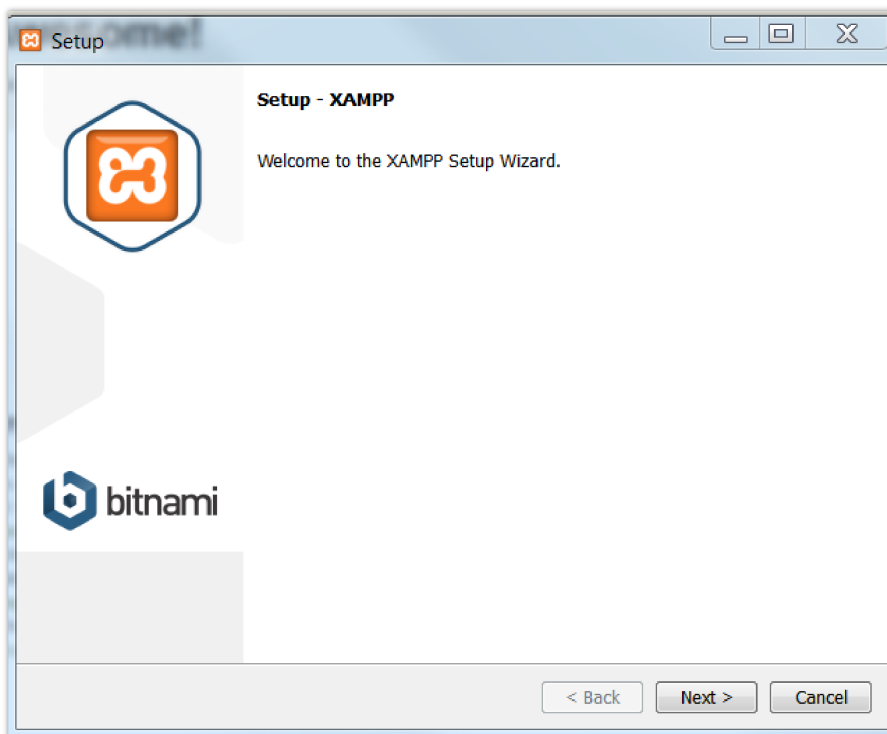 Setup
Setup - XAMPP
Welcome to the XAMPP Setup Wizard.
bitnami
< Back
Next >
Cancel